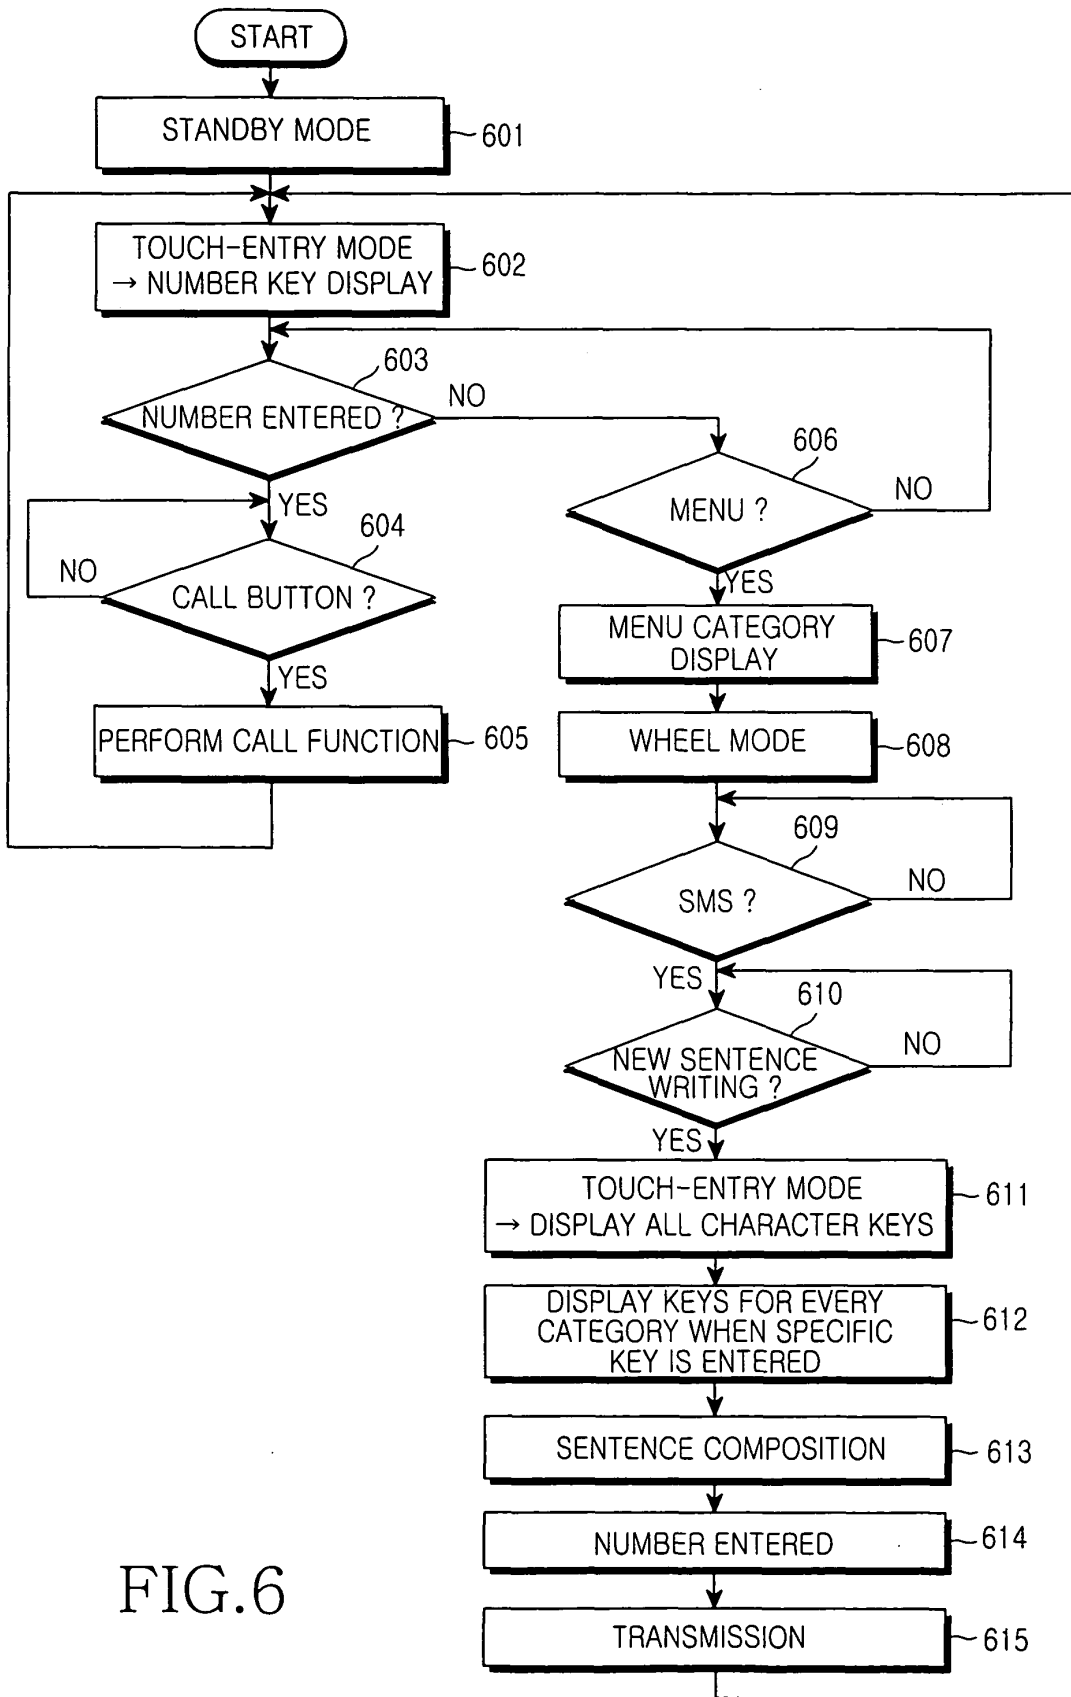 START
STANDBY MODE
601
TOUCH-ENTRY MODE
→ NUMBER KEY DISPLAY
602
603
NUMBER ENTERED ?
NO
YES
604
NO
CALL BUTTON ?
YES
PERFORM CALL FUNCTION
605
606
MENU ?
NO
YES
MENU CATEGORY
DISPLAY
607
WHEEL MODE
608
609
SMS ?
NO
YES
610
NEW SENTENCE
WRITING ?
NO
YES
TOUCH-ENTRY MODE
→ DISPLAY ALL CHARACTER KEYS
611
DISPLAY KEYS FOR EVERY
CATEGORY WHEN SPECIFIC
KEY IS ENTERED
612
SENTENCE COMPOSITION
613
NUMBER ENTERED
614
TRANSMISSION
615
FIG.6